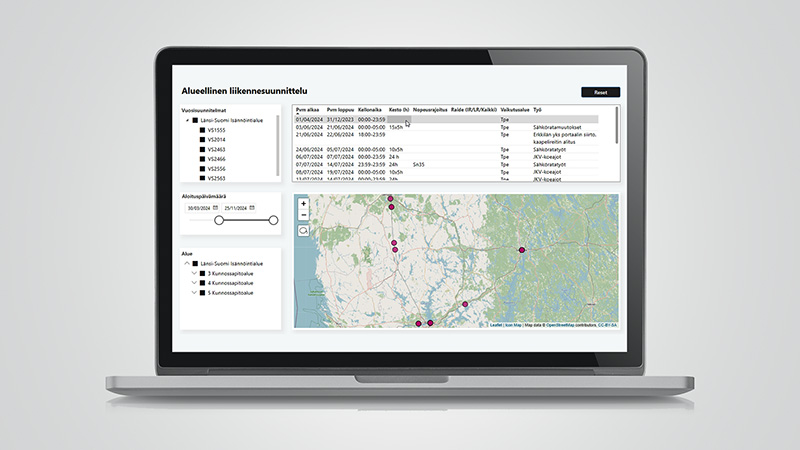 Alueellinen liikennesuunnittelu
Reset
Vuosisuunnitelmat
Länsi-Suomi Isännöintialue
VS1555
VS2014
VS2463
VS2466
VS2556
VS2563
Pvm alkaa Pvm loppuu Kellonaika Kesto (h) Nopeusrajoitus Raide (IR/LR/Kaikki) Vaikutusalue Työ
01/04/2024 31/12/2023 00:00-23:59 Tpe
03/06/2024 21/06/2024 00:00-05:00 15x5h Tpe Sähköratamuutokset
21/06/2024 22/06/2024 18:00-23:59 Tpe Erkkilän yks portaalin siirto,
kaapelireitin alitus
24/06/2024 05/07/2024 00:00-05:00 10x5h Tpe Sähköratatyöt
06/07/2024 07/07/2024 00:00-23:59 24 h Tpe JKV-koeajot
07/07/2024 14/07/2024 23:59-23:59 24h Sn35 Tpe Sähköratatyöt
08/07/2024 19/07/2024 00:00-05:00 10x5h Tpe Sähköratatyöt
13/07/2024 14/07/2024 00:00-23:59 24h Tpe JKV-koeajot
Aloituspäivämäärä
30/03/2024 25/11/2024
Alue
Länsi-Suomi Isännöintialue
3 Kunnossapitoalue
4 Kunnossapitoalue
5 Kunnossapitoalue
+
−
Leaflet | Icon Map | Map data © OpenStreetMap contributors, CC-BY-SA